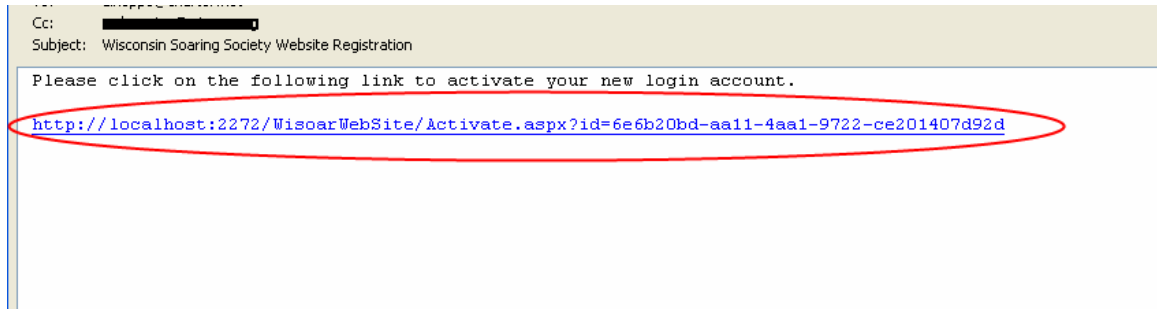 Cc:
Subject: Wisconsin Soaring Society Website Registration
Please click on the following link to activate your new login account.
http://localhost:2272/WisoarWebSite/Activate.aspx?id=6e6b20bd-aa11-4aa1-9722-ce201407d92d